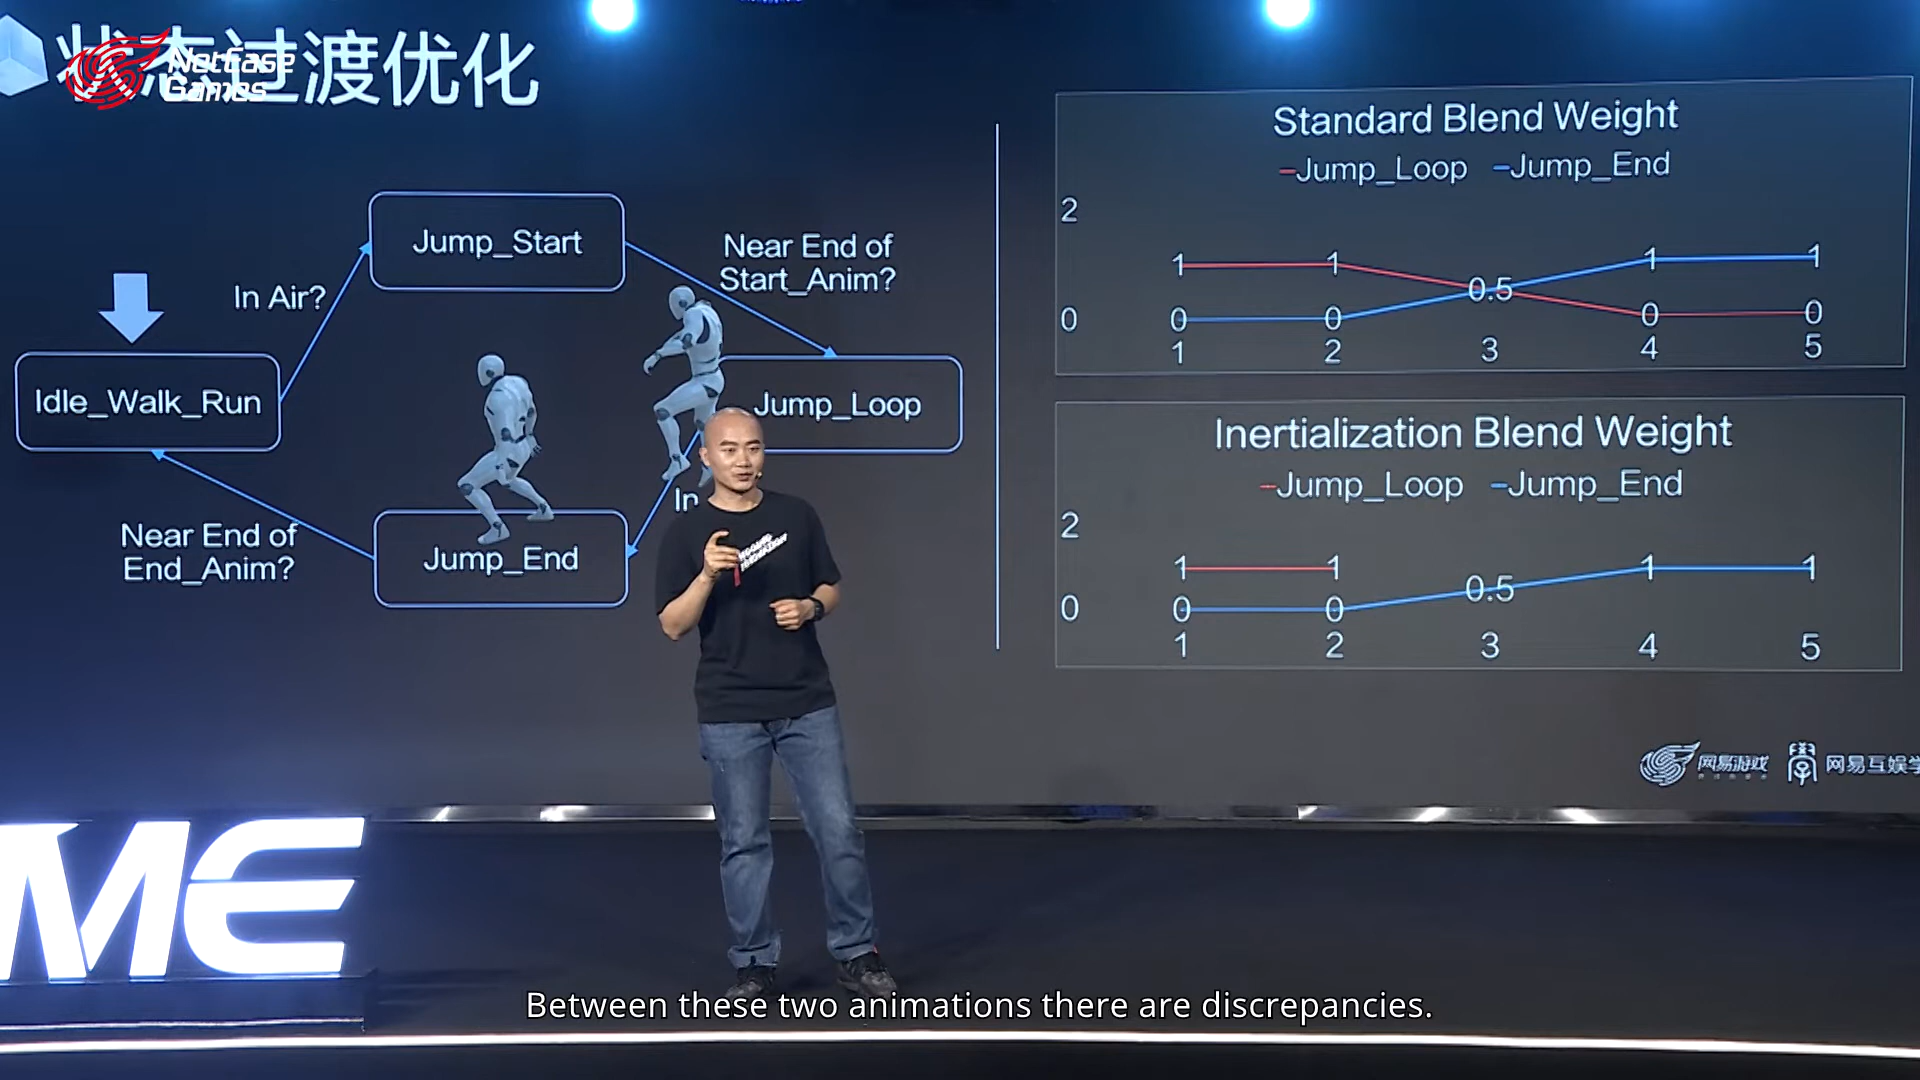 状态过渡优化
NetEase
Games
Jump_Start
In Air?
Near End of
Start_Anim?
Idle_Walk_Run
Jump_Loop
In
Near End of
End_Anim?
Jump_End
Standard Blend Weight
Jump_Loop Jump_End
2
1 1 1 1
0.5
0 0 0 0 0
1 2 3 4 5
Inertialization Blend Weight
Jump_Loop Jump_End
2
1 1 1 1
0.5
0 0 0
1 2 3 4 5
网易游戏
网易互娱学
ME
Between these two animations there are discrepancies.